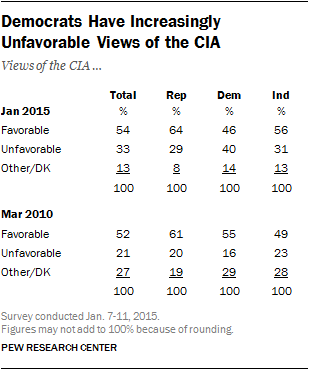 Democrats Have Increasingly
Unfavorable Views of the CIA
Views of the CIA ...
Total Rep Dem Ind
Jan 2015 % % % %
Favorable 54 64 46 56
Unfavorable 33 29 40 31
Other/DK 13 8 14 13
100 100 100 100
Mar 2010
Favorable 52 61 55 49
Unfavorable 21 20 16 23
Other/DK 27 19 29 28
100 100 100 100
Survey conducted Jan. 7-11, 2015.
Figures may not add to 100% because of rounding.
PEW RESEARCH CENTER